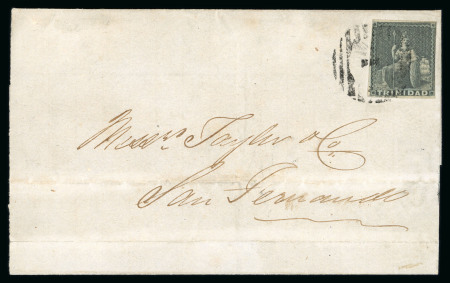 TRINIDAD
Messrs. Taylor & Co.
San Fernando